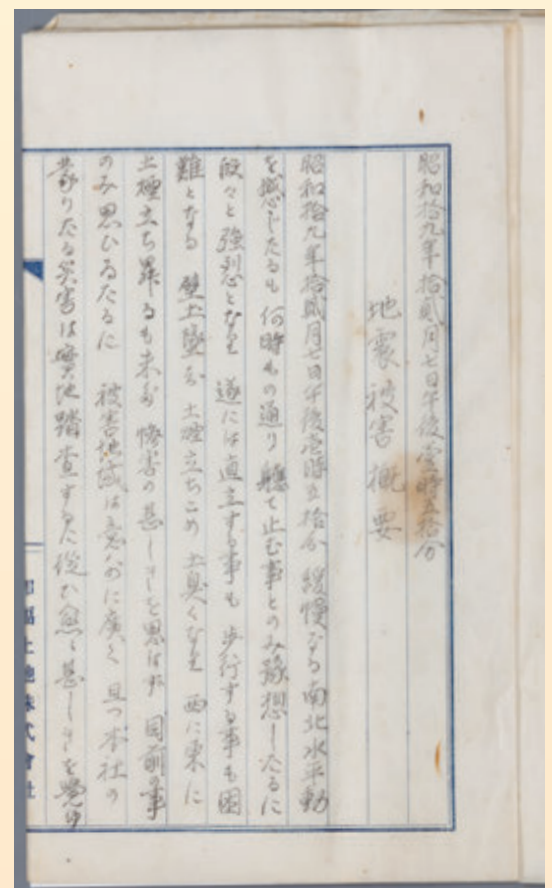 昭和拾九年拾貳月七日午後壹時五拾分
地震被害概要
昭和拾九年拾貳月七日午後壹時五拾分 緩慢なる南北水平動
を感じたるも 何時もの通り 軈て止む事とのみ豫想したるに
段々と強烈となり 遂には直立する事も 歩行する事も困
難となる 壁土墜ち 土煙立ちこめ 土臭くなり 西に東に
土煙立ち昇るも未だ 惨害の甚しきを思はず 目前の事
のみ思ひゐたるに 被害地域は意外に廣く 且つ本社の
蒙りたる災害は實地踏査するに從ひ 愈々甚しきを覺ゆ
土地株式會社